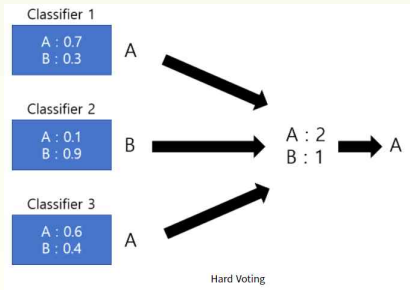 Classifier 1
A : 0.7
B : 0.3
A
Classifier 2
A : 0.1
B : 0.9
B
A : 2
B : 1
A
Classifier 3
A : 0.6
B : 0.4
A
Hard Voting